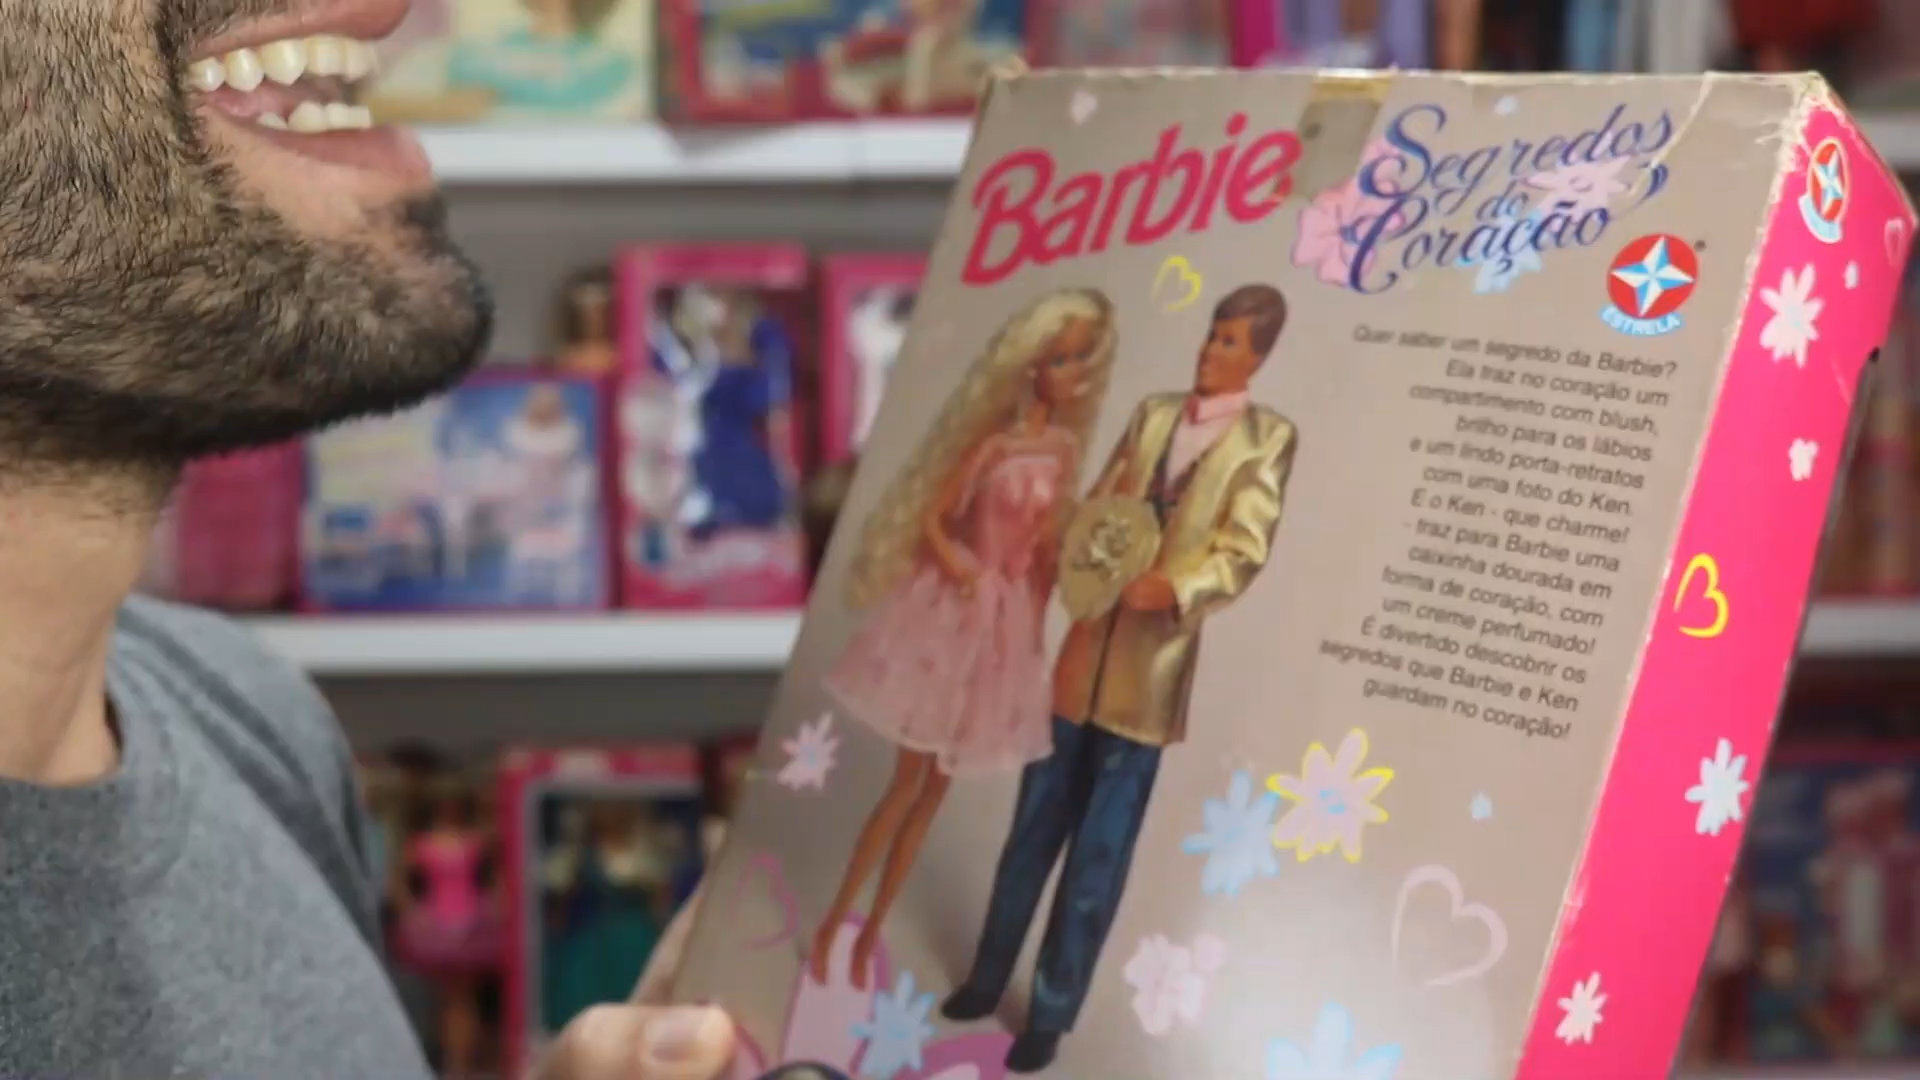 Barbie
Segredos
do
Coração
ESTRELA
Quer saber um segredo da Barbie?
Ela traz no coração um
compartimento com blush,
brilho para os lábios
e um lindo porta-retratos
com uma foto do Ken.
E o Ken - que charme!
- traz para Barbie uma
caixinha dourada em
forma de coração, com
um creme perfumado!
É divertido descobrir os
segredos que Barbie e Ken
guardam no coração!